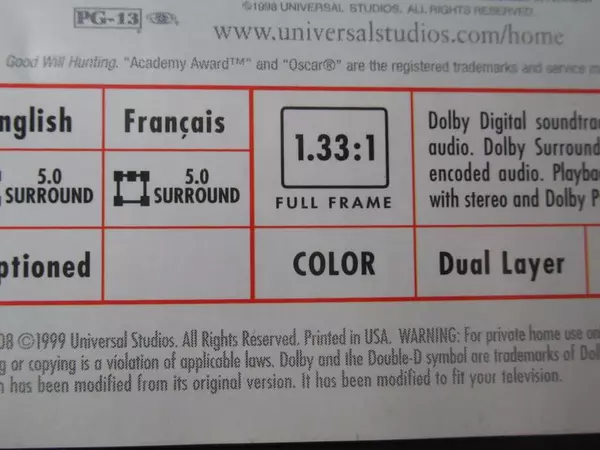 PG-13
©1998 UNIVERSAL STUDIOS. ALL RIGHTS RESERVED.
www.universalstudios.com/home
Good Will Hunting. "Academy Award™" and "Oscar®" are the registered trademarks and service m
nglish
Français
1.33:1
FULL FRAME
Dolby Digital soundtra
audio. Dolby Surround
encoded audio. Playba
with stereo and Dolby P
5.0
SURROUND
5.0
SURROUND
ptioned
COLOR
Dual Layer
08 ©1999 Universal Studios. All Rights Reserved. Printed in USA. WARNING: For private home use on
g or copying is a violation of applicable laws. Dolby and the Double-D symbol are trademarks of Dol
n has been modified from its original version. It has been modified to fit your television.